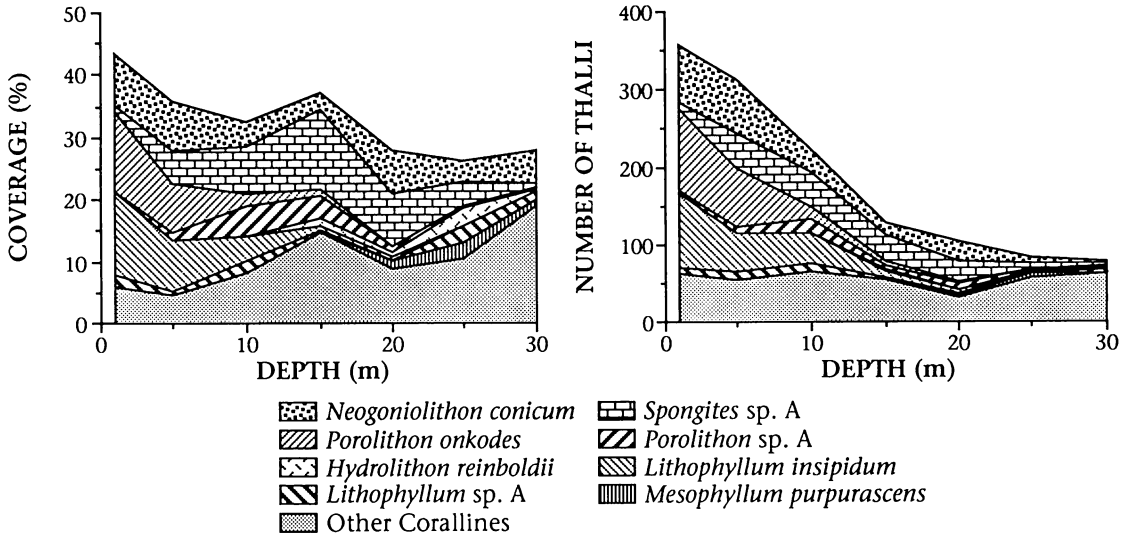 COVERAGE (%)
50
40
30
20
10
0
0 10 20 30
DEPTH (m)
NUMBER OF THALLI
400
300
200
100
0
0 10 20 30
DEPTH (m)
Neogoniolithon conicum
Spongites sp. A
Porolithon onkodes
Porolithon sp. A
Hydrolithon reinboldii
Lithophyllum insipidum
Lithophyllum sp. A
Mesophyllum purpurascens
Other Corallines